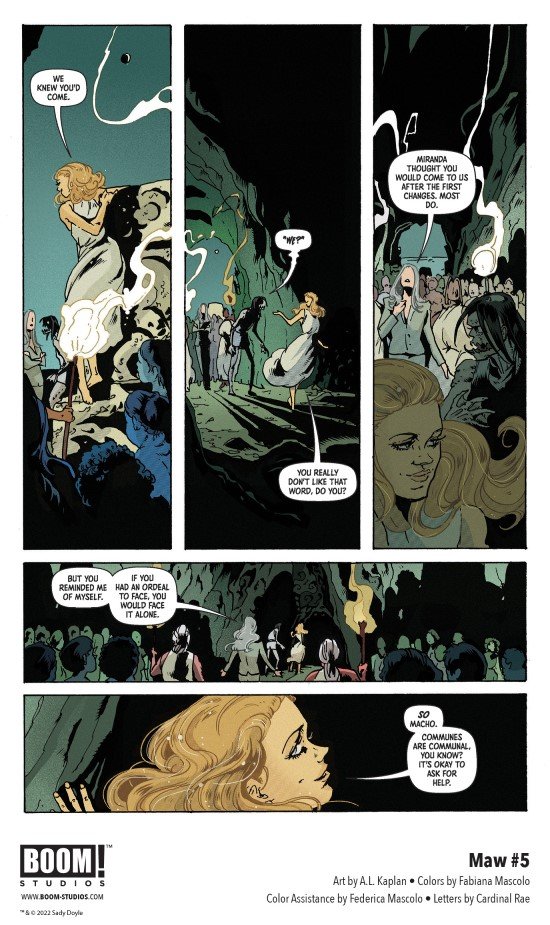 WE
KNEW YOU'D
COME.
"WE?"
YOU REALLY
DON'T LIKE THAT
WORD, DO YOU?
MIRANDA
THOUGHT YOU
WOULD COME TO US
AFTER THE FIRST
CHANGES. MOST
DO.
BUT YOU
REMINDED ME
OF MYSELF.
IF YOU
HAD AN ORDEAL
TO FACE, YOU
WOULD FACE
IT ALONE.
SO
MACHO.
COMMUNES
ARE COMMUNAL,
YOU KNOW?
IT'S OKAY TO
ASK FOR
HELP.
BOOM!™
STUDIOS
WWW.BOOM-STUDIOS.COM
™ & © 2022 Sady Doyle
Maw #5
Art by A.L. Kaplan • Colors by Fabiana Mascolo
Color Assistance by Federica Mascolo • Letters by Cardinal Rae